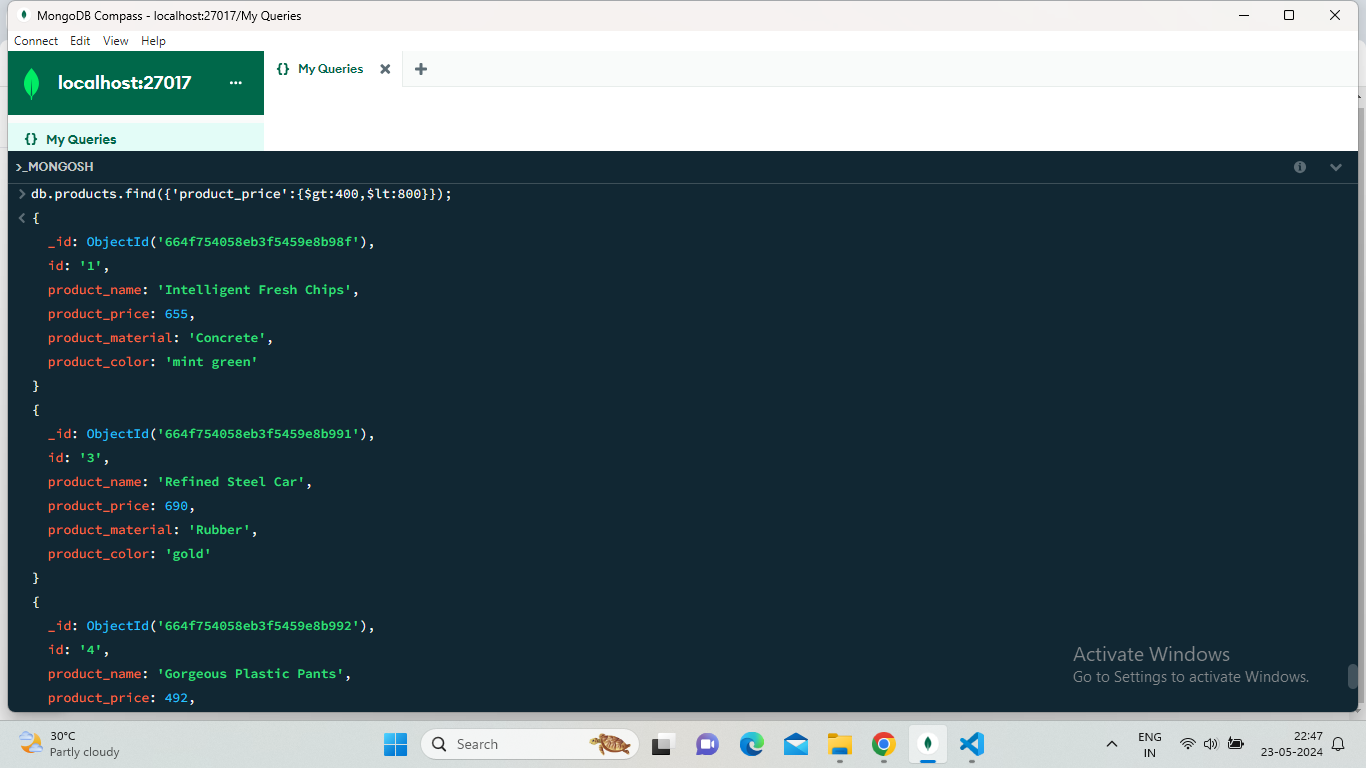 MongoDB Compass - localhost:27017/My Queries
Connect Edit View Help
localhost:27017 ...
{} My Queries
{} My Queries
>_MONGOSH
db.products.find({'product_price':{$gt:400,$lt:800}});
{
_id: ObjectId('664f754058eb3f5459e8b98f'),
id: '1',
product_name: 'Intelligent Fresh Chips',
product_price: 655,
product_material: 'Concrete',
product_color: 'mint green'
}
{
_id: ObjectId('664f754058eb3f5459e8b991'),
id: '3',
product_name: 'Refined Steel Car',
product_price: 690,
product_material: 'Rubber',
product_color: 'gold'
}
{
_id: ObjectId('664f754058eb3f5459e8b992'),
id: '4',
product_name: 'Gorgeous Plastic Pants',
product_price: 492,
Activate Windows
Go to Settings to activate Windows.
30°C
Partly cloudy
Search
ENG
IN
22:47
23-05-2024